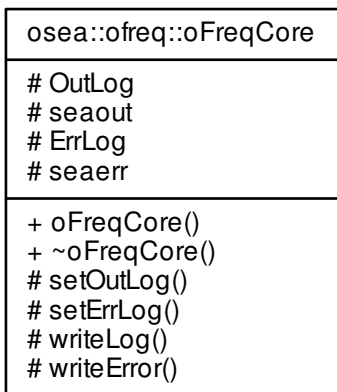 osea::ofreq::oFreqCore
# OutLog
# seaout
# ErrLog
# seaerr
+ oFreqCore()
+ ~oFreqCore()
# setOutLog()
# setErrLog()
# writeLog()
# writeError()